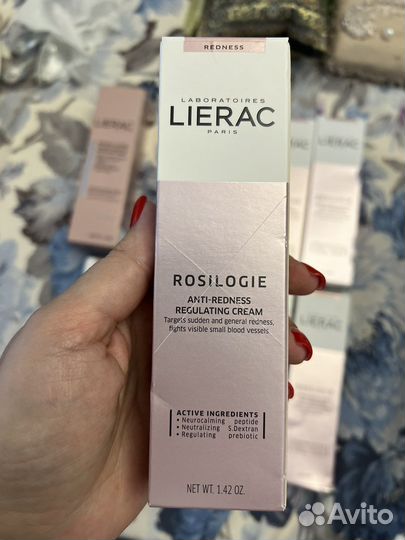 REDNESS
LABORATOIRES
LIERAC
PARIS
ROSILOGIE
ANTI-REDNESS
REGULATING CREAM
Targets sudden and general redness,
fights visible small blood vessels
ACTIVE INGREDIENTS
• Neurocalming peptide
• Neutralizing S.Dextran
• Regulating prebiotic
NET WT. 1.42 OZ.
LIERAC
LIERAC
LIERAC
Avito